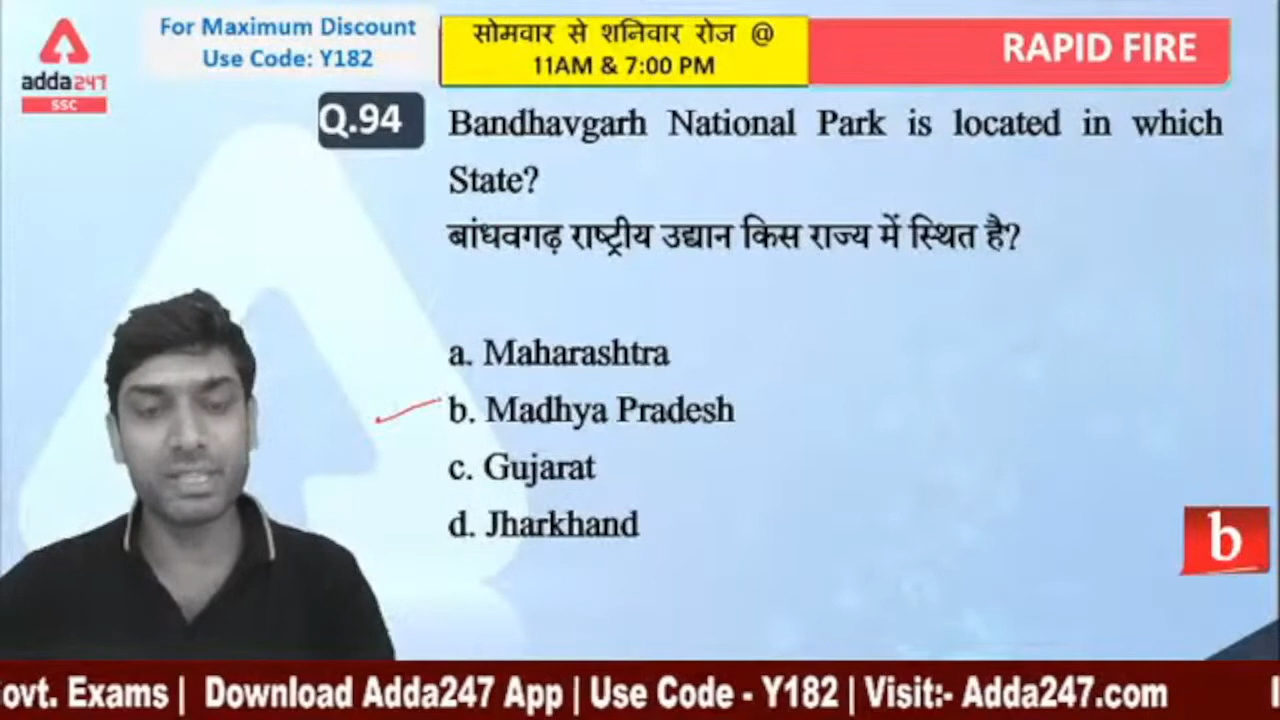 adda247
SSC
For Maximum Discount
Use Code: Y182
सोमवार से शनिवार रोज @
11AM & 7:00 PM
RAPID FIRE
Q.94
Bandhavgarh National Park is located in which
State?
बांधवगढ़ राष्ट्रीय उद्यान किस राज्य में स्थित है?
a. Maharashtra
b. Madhya Pradesh
c. Gujarat
d. Jharkhand
b
ovt. Exams | Download Adda247 App | Use Code - Y182 | Visit:- Adda247.com